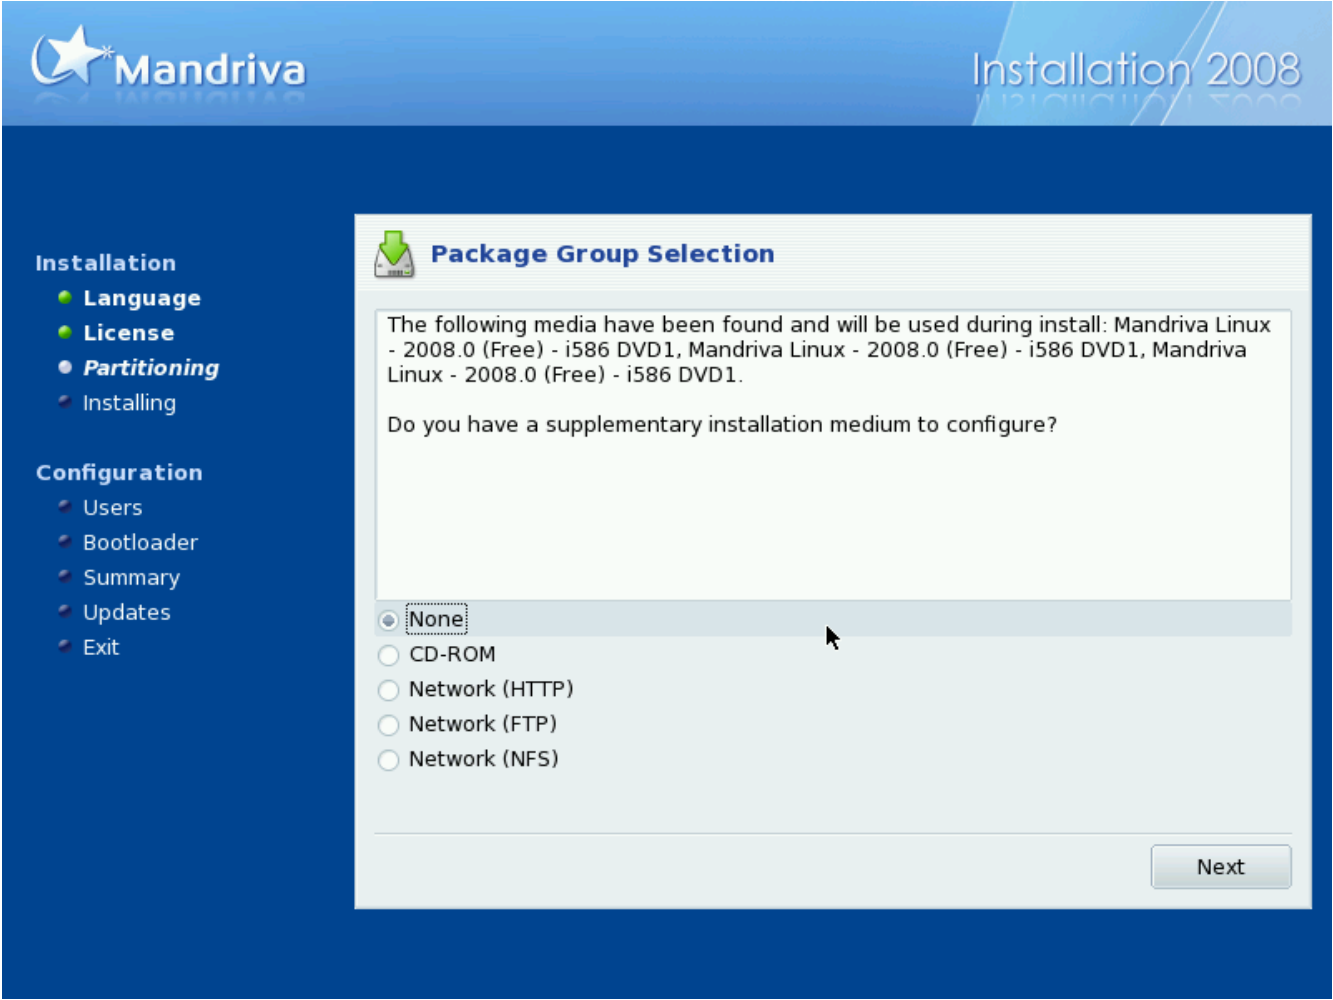 Mandriva
Installation 2008
Installation
Language
License
Partitioning
Installing
Configuration
Users
Bootloader
Summary
Updates
Exit
Package Group Selection
The following media have been found and will be used during install: Mandriva Linux
- 2008.0 (Free) - i586 DVD1, Mandriva Linux - 2008.0 (Free) - i586 DVD1, Mandriva
Linux - 2008.0 (Free) - i586 DVD1.
Do you have a supplementary installation medium to configure?
None
CD-ROM
Network (HTTP)
Network (FTP)
Network (NFS)
Next